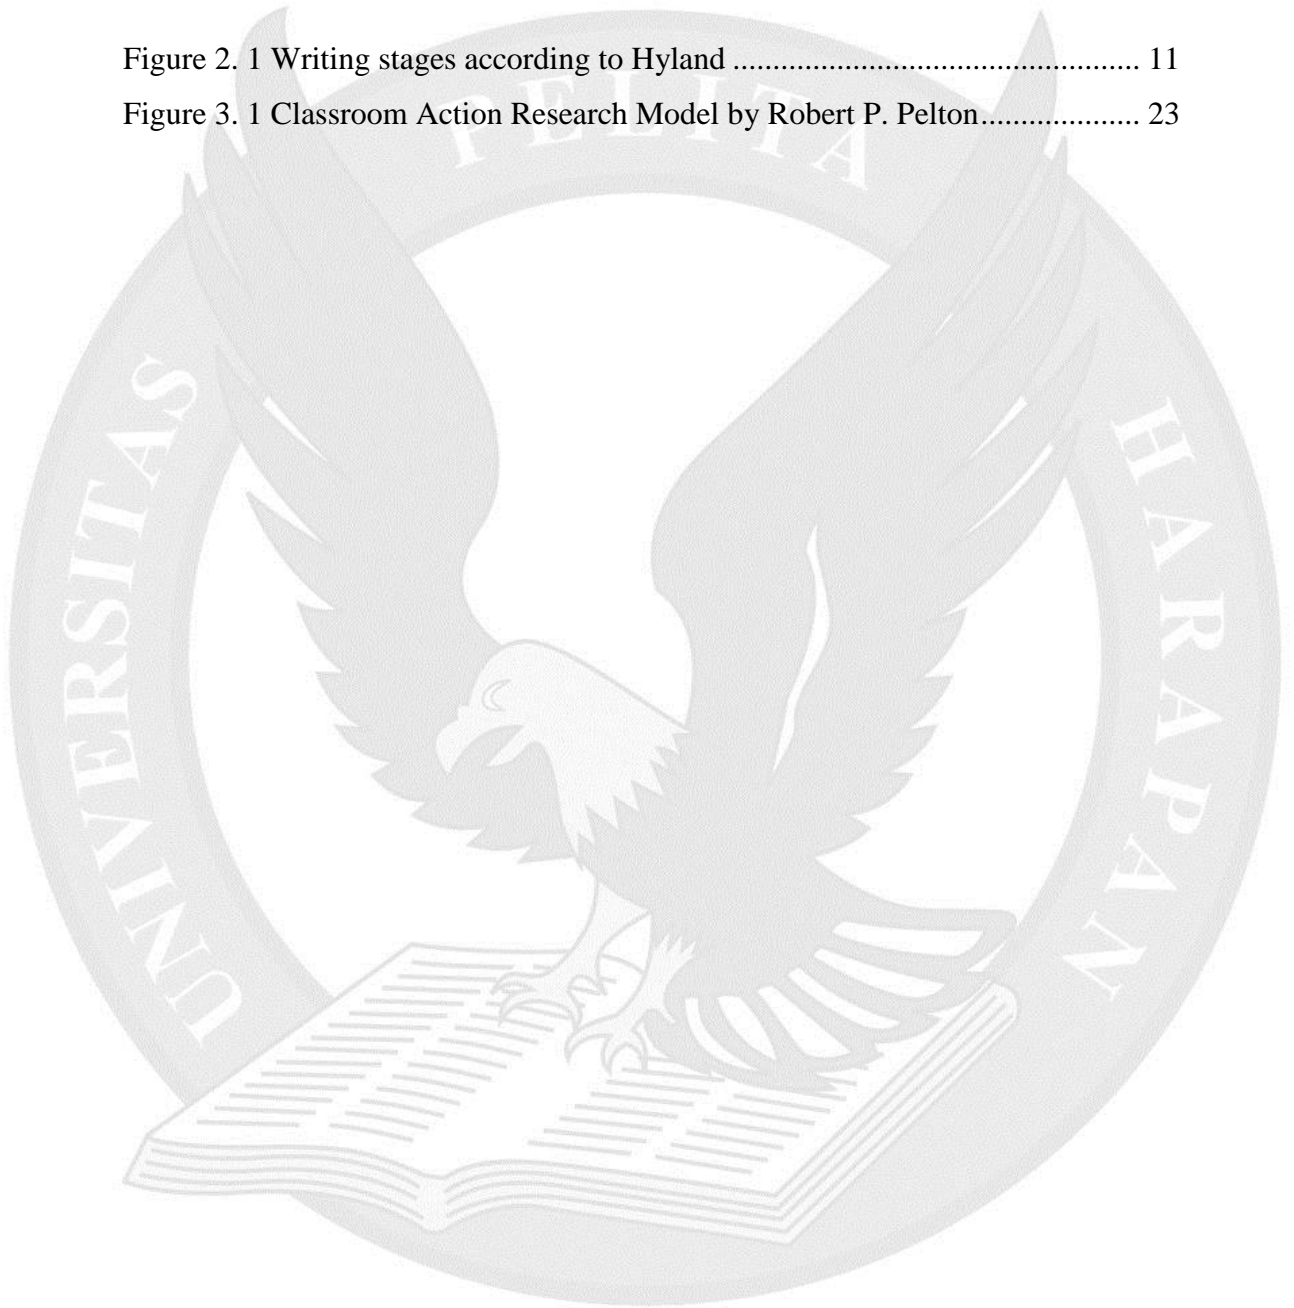 Figure 2. 1 Writing stages according to Hyland ................................................... 11
Figure 3. 1 Classroom Action Research Model by Robert P. Pelton.................... 23
UNIVERSITAS PELITA HARAPAN